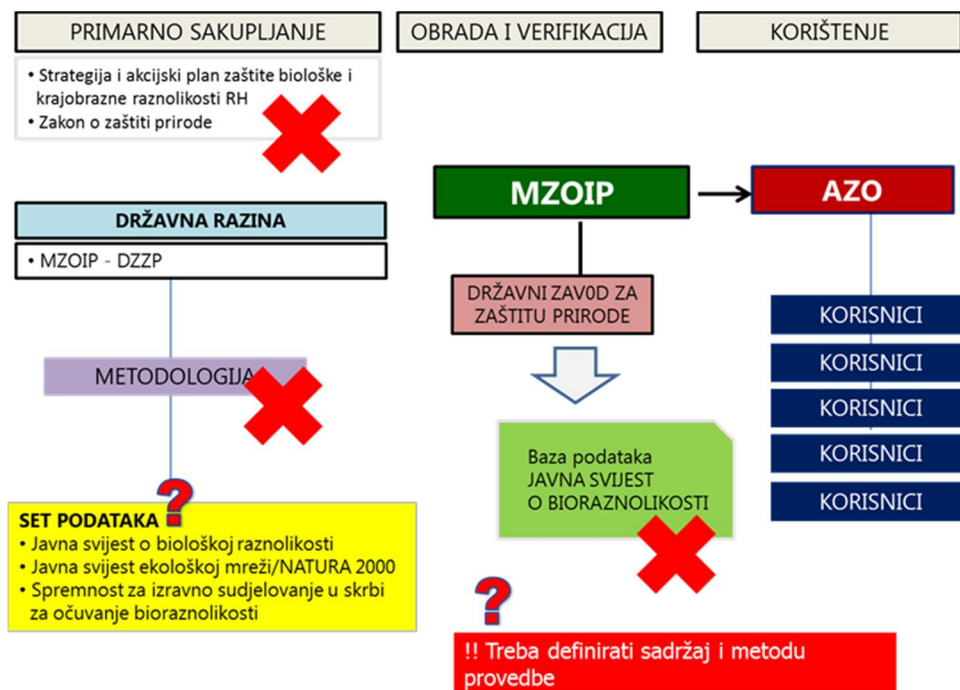 PRIMARNO SAKUPLJANJE
OBRADA I VERIFIKACIJA
KORIŠTENJE
• Strategija i akcijski plan zaštite biološke i
krajobrazne raznolikosti RH
• Zakon o zaštiti prirode
DRŽAVNA RAZINA
• MZOIP - DZZP
METODOLOGIJA
?
SET PODATAKA
• Javna svijest o biološkoj raznolikosti
• Javna svijest ekološkoj mreži/NATURA 2000
• Spremnost za izravno sudjelovanje u skrbi
za očuvanje bioraznolikosti
MZOIP
DRŽAVNI ZAV0D ZA
ZAŠTITU PRIRODE
Baza podataka
JAVNA SVIJEST
O BIORAZNOLIKOSTI
?
!! Treba definirati sadržaj i metodu
provedbe
AZO
KORISNICI
KORISNICI
KORISNICI
KORISNICI
KORISNICI